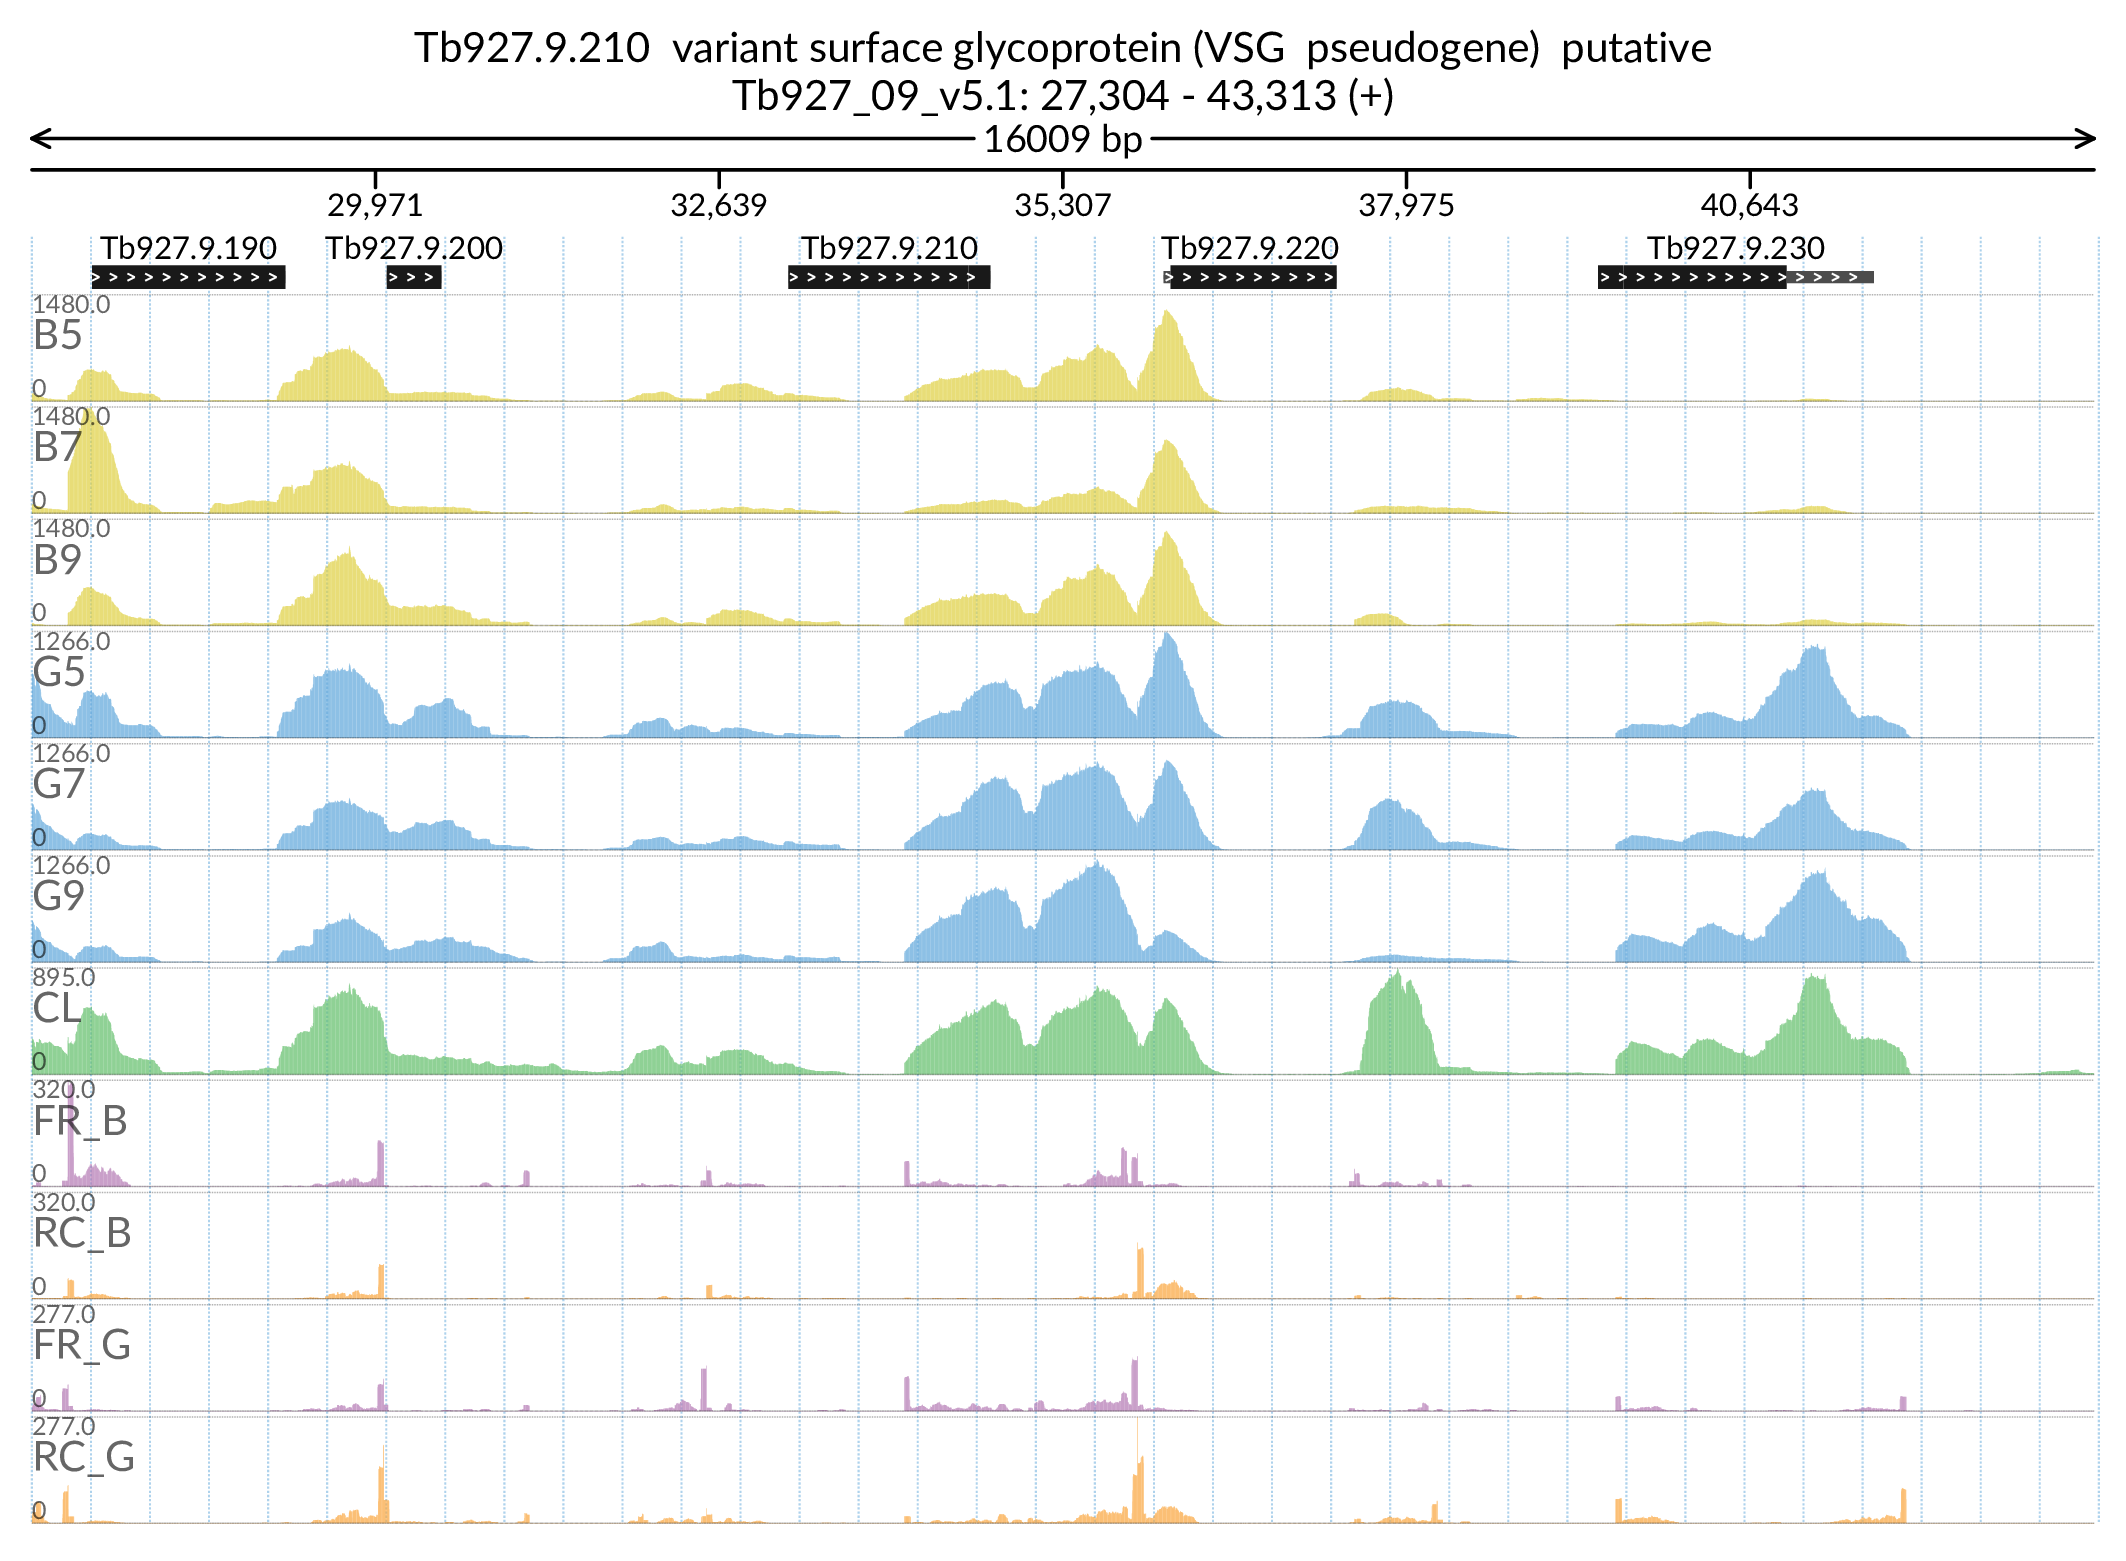 Tb927.9.210 variant surface glycoprotein (VSG pseudogene) putative
Tb927_09_v5.1: 27,304 - 43,313 (+)
16009 bp
29,971 32,639 35,307 37,975 40,643
Tb927.9.190 Tb927.9.200 Tb927.9.210 Tb927.9.220 Tb927.9.230
1480.0
B5
0
1480.0
B7
0
1480.0
B9
0
1266.0
G5
0
1266.0
G7
0
1266.0
G9
0
895.0
CL
0
320.0
FR_B
0
320.0
RC_B
0
277.0
FR_G
0
277.0
RC_G
0